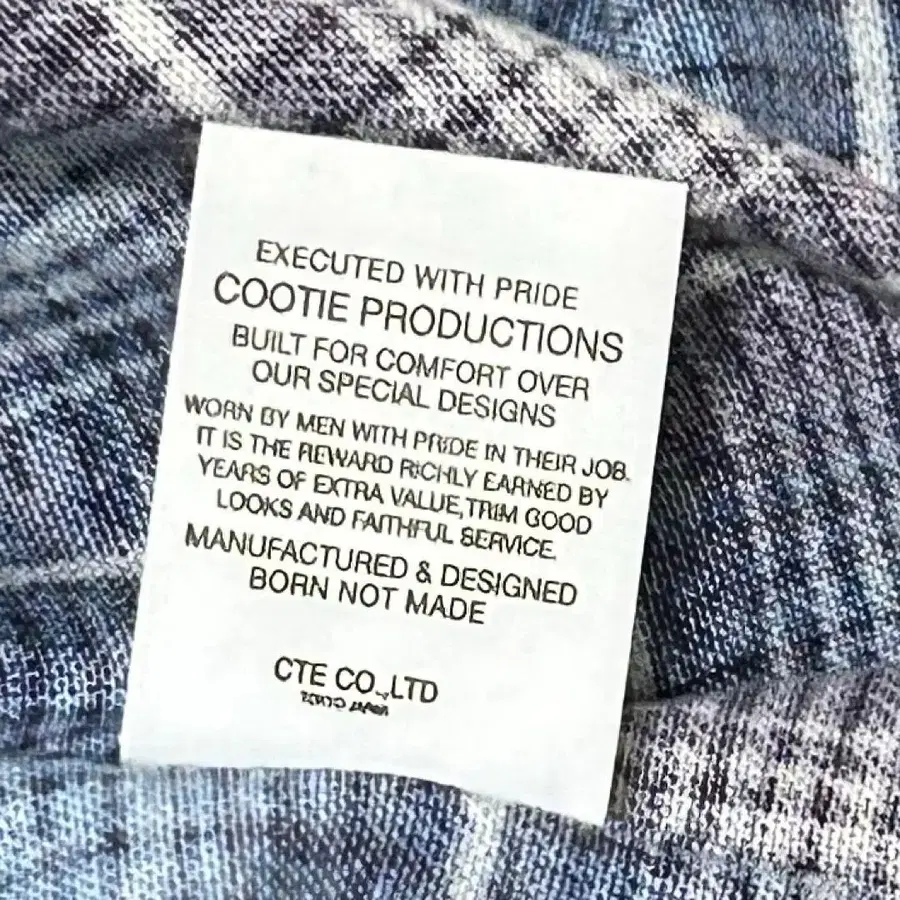 EXECUTED WITH PRIDE
COOTIE PRODUCTIONS
BUILT FOR COMFORT OVER
OUR SPECIAL DESIGNS
WORN BY MEN WITH PRIDE IN THEIR JOB.
IT IS THE REWARD RICHLY EARNED BY
YEARS OF EXTRA VALUE, TRIM GOOD
LOOKS AND FAITHFUL SERVICE.
MANUFACTURED & DESIGNED
BORN NOT MADE
CTE CO.,LTD